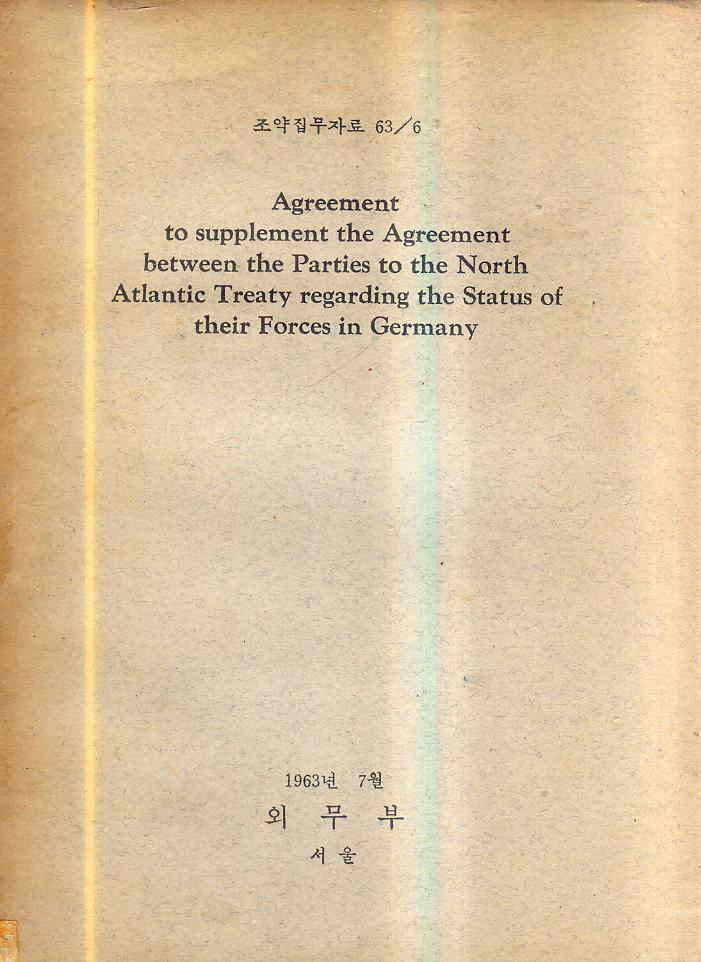 조약집무자료 63/6
Agreement
to supplement the Agreement
between the Parties to the North
Atlantic Treaty regarding the Status of
their Forces in Germany
1963년 7월
외 무 부
서 울